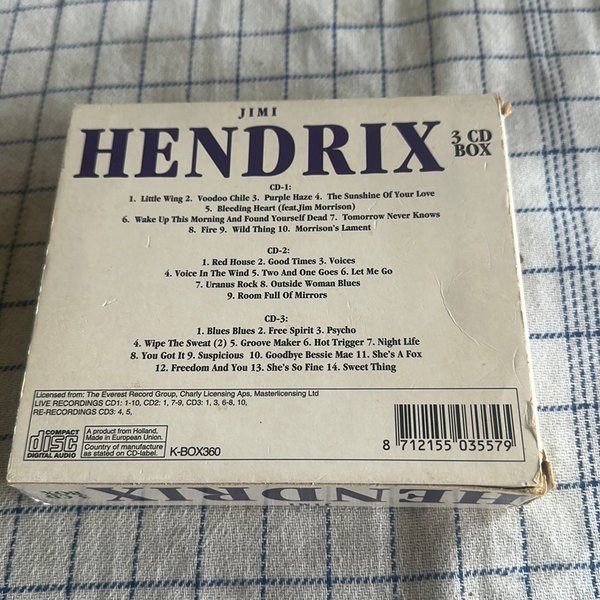 JIMI
HENDRIX
3 CD
BOX
CD-1:
1. Little Wing 2. Voodoo Chile 3. Purple Haze 4. The Sunshine Of Your Love
5. Bleeding Heart (feat.Jim Morrison)
6. Wake Up This Morning And Found Yourself Dead 7. Tomorrow Never Knows
8. Fire 9. Wild Thing 10. Morrison's Lament
CD-2:
1. Red House 2. Good Times 3. Voices
4. Voice In The Wind 5. Two And One Goes 6. Let Me Go
7. Uranus Rock 8. Outside Woman Blues
9. Room Full Of Mirrors
CD-3:
1. Blues Blues 2. Free Spirit 3. Psycho
4. Wipe The Sweat (2) 5. Groove Maker 6. Hot Trigger 7. Night Life
8. You Got It 9. Suspicious 10. Goodbye Bessie Mae 11. She's A Fox
12. Freedom And You 13. She's So Fine 14. Sweet Thing
Licensed from: The Everest Record Group, Charly Licensing Aps, Masterlicensing Ltd
LIVE RECORDINGS CD1: 1-10, CD2: 1, 7-9, CD3: 1, 3, 6-8, 10,
RE-RECORDINGS CD3: 4, 5,
COMPACT
disc
DIGITAL AUDIO
A product from Holland,
Made in European Union.
Country of manufacture
as stated on CD-label.
K-BOX360
8 712155 035579
HENDRIX
3 CD
BOX